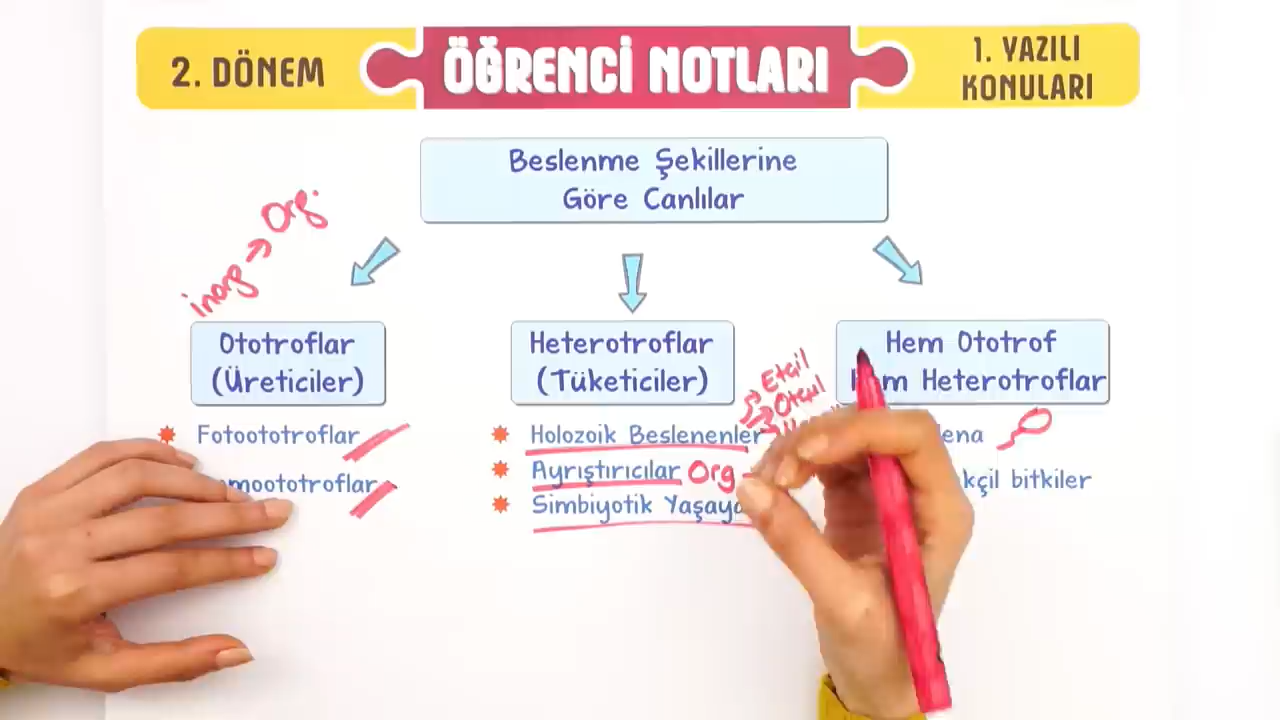 2. DÖNEM
ÖĞRENCİ NOTLARI
1. YAZILI
KONULARI
Beslenme Şekillerine
Göre Canlılar
inorg → Org.
Ototroflar
(Üreticiler)
Fotoototroflar
Heterotroflar
(Tüketiciler)
Etçil
Otçul
Holozoik Beslenenler
Ayrıştırıcılar Org
Simbiyotik
Hem Ototrof
Heterotroflar
bitkiler